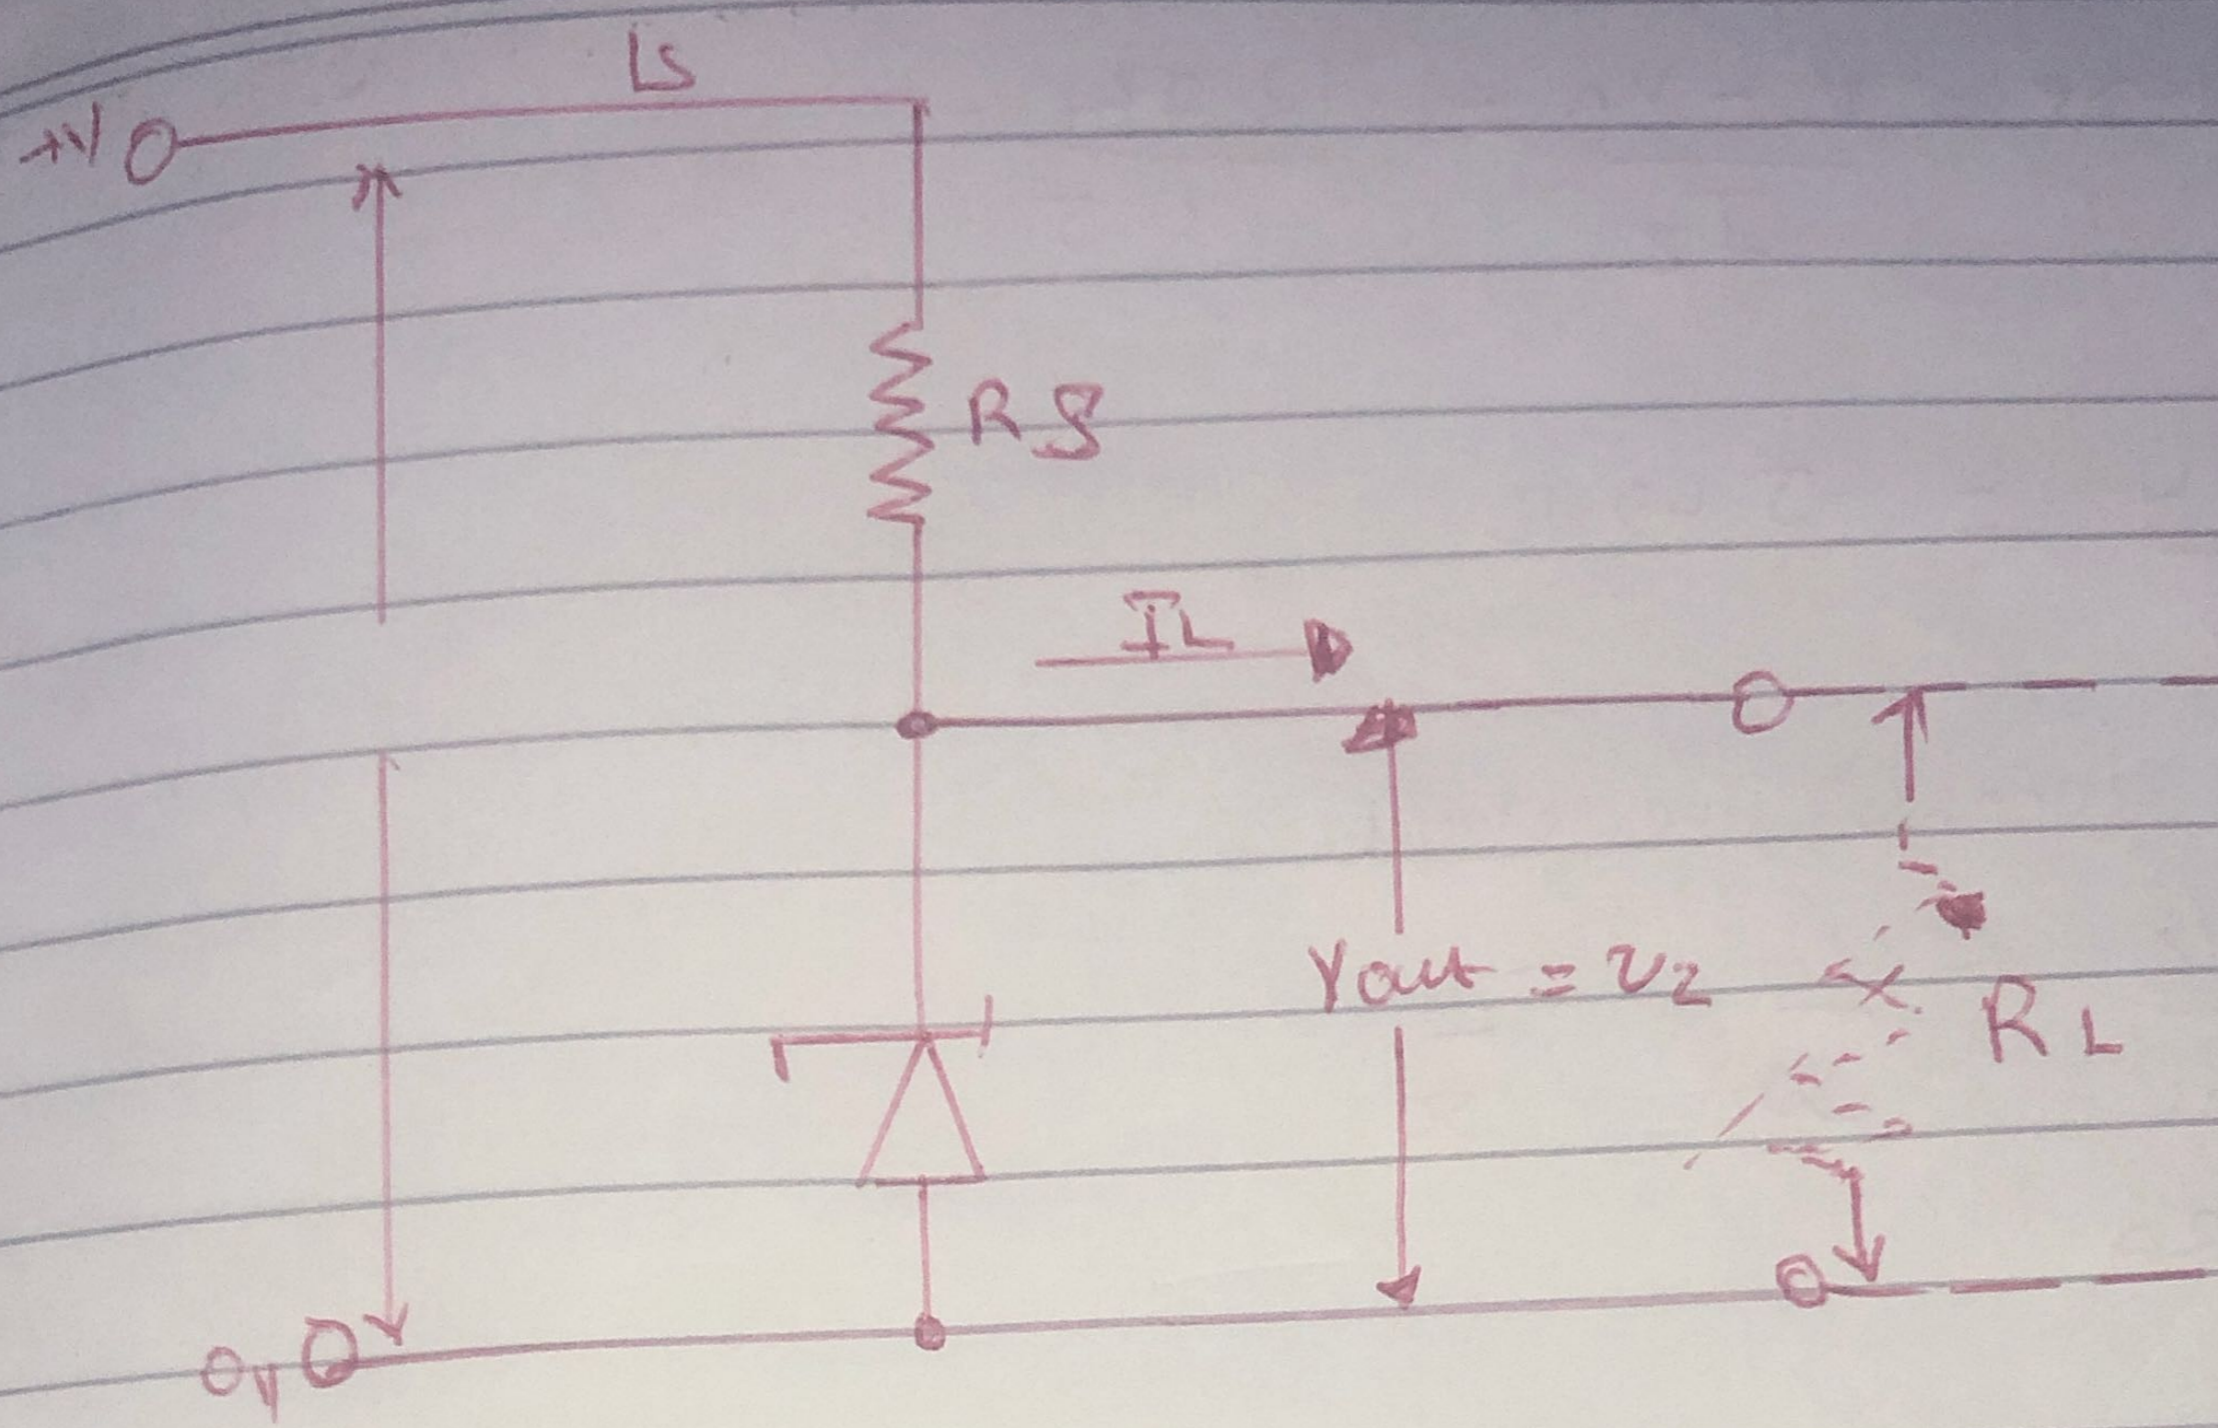 Is
+V
RS
IL
Vout = Vz
RL
0V